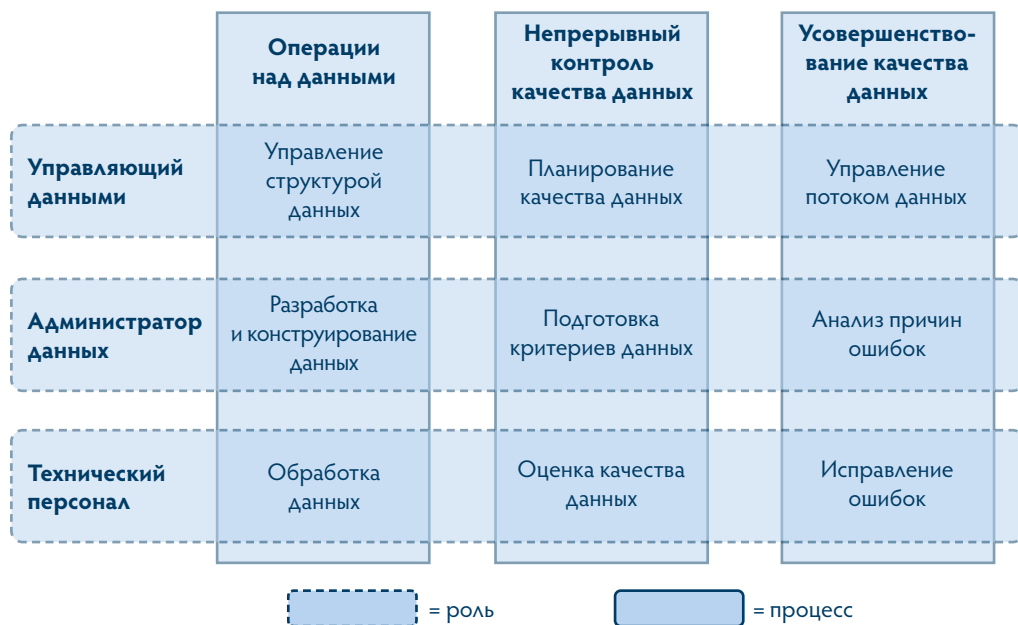 Операции
над данными
Непрерывный
контроль
качества данных
Усовершенство-
вание качества
данных
Управляющий
данными
Управление
структурой
данных
Планирование
качества данных
Управление
потоком данных
Администратор
данных
Разработка
и конструирование
данных
Подготовка
критериев данных
Анализ причин
ошибок
Технический
персонал
Обработка
данных
Оценка качества
данных
Исправление
ошибок
= роль
= процесс